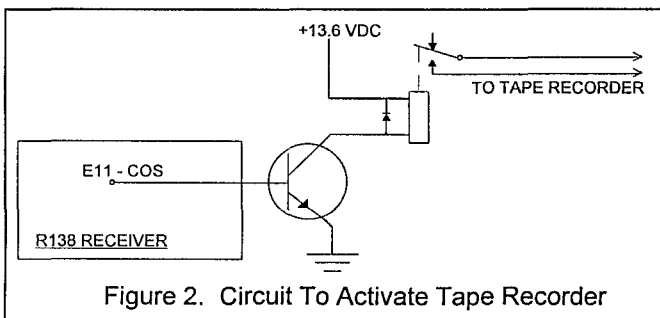 +13.6 VDC
TO TAPE RECORDER
E11 - COS
R138 RECEIVER
Figure 2. Circuit To Activate Tape Recorder